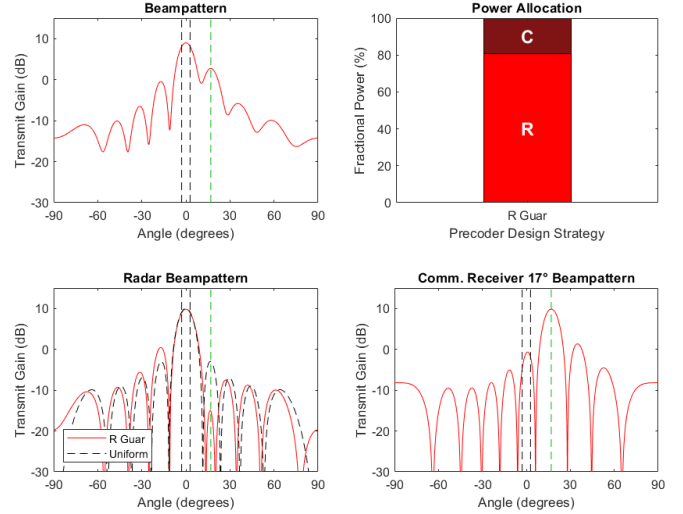 Beampattern
Transmit Gain (dB)
10
0
-10
-20
-30
-90 -60 -30 0 30 60 90
Angle (degrees)
Power Allocation
Fractional Power (%)
100
80
60
40
20
0
C
R
R Guar
Precoder Design Strategy
Radar Beampattern
Transmit Gain (dB)
10
0
-10
-20
-30
R Guar
Uniform
-90 -60 -30 0 30 60 90
Angle (degrees)
Comm. Receiver 17° Beampattern
Transmit Gain (dB)
10
0
-10
-20
-30
-90 -60 -30 0 30 60 90
Angle (degrees)